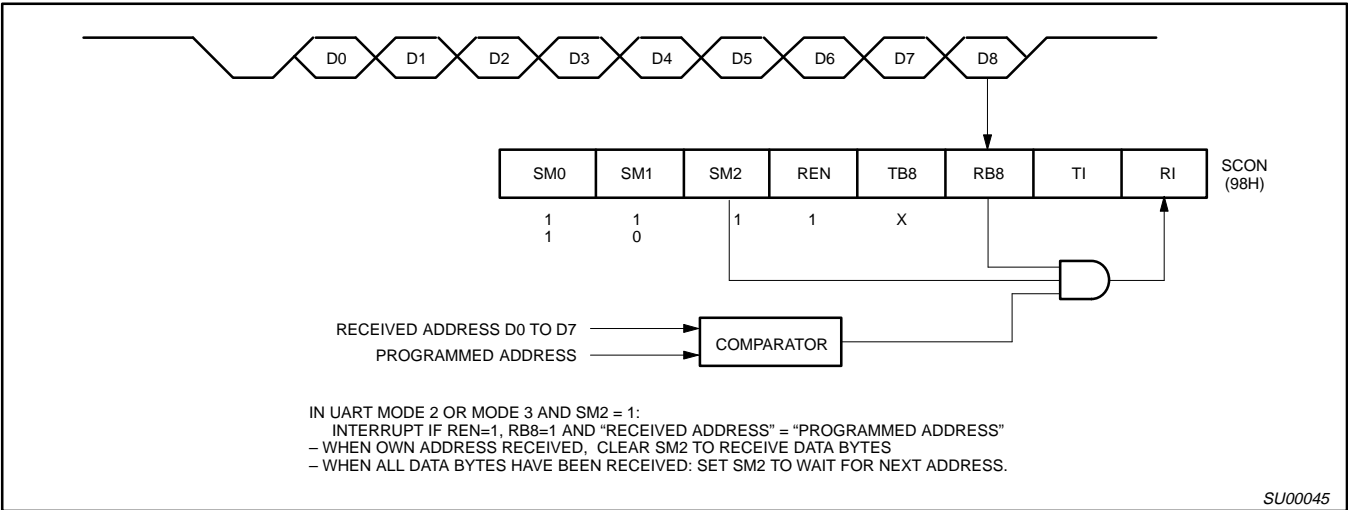 D0 D1 D2 D3 D4 D5 D6 D7 D8
SM0 SM1 SM2 REN TB8 RB8 TI RI
SCON
(98H)
1 1 1 1 X
1 0
RECEIVED ADDRESS D0 TO D7
PROGRAMMED ADDRESS
COMPARATOR
IN UART MODE 2 OR MODE 3 AND SM2 = 1:
INTERRUPT IF REN=1, RB8=1 AND “RECEIVED ADDRESS” = “PROGRAMMED ADDRESS”
– WHEN OWN ADDRESS RECEIVED, CLEAR SM2 TO RECEIVE DATA BYTES
– WHEN ALL DATA BYTES HAVE BEEN RECEIVED: SET SM2 TO WAIT FOR NEXT ADDRESS.
SU00045